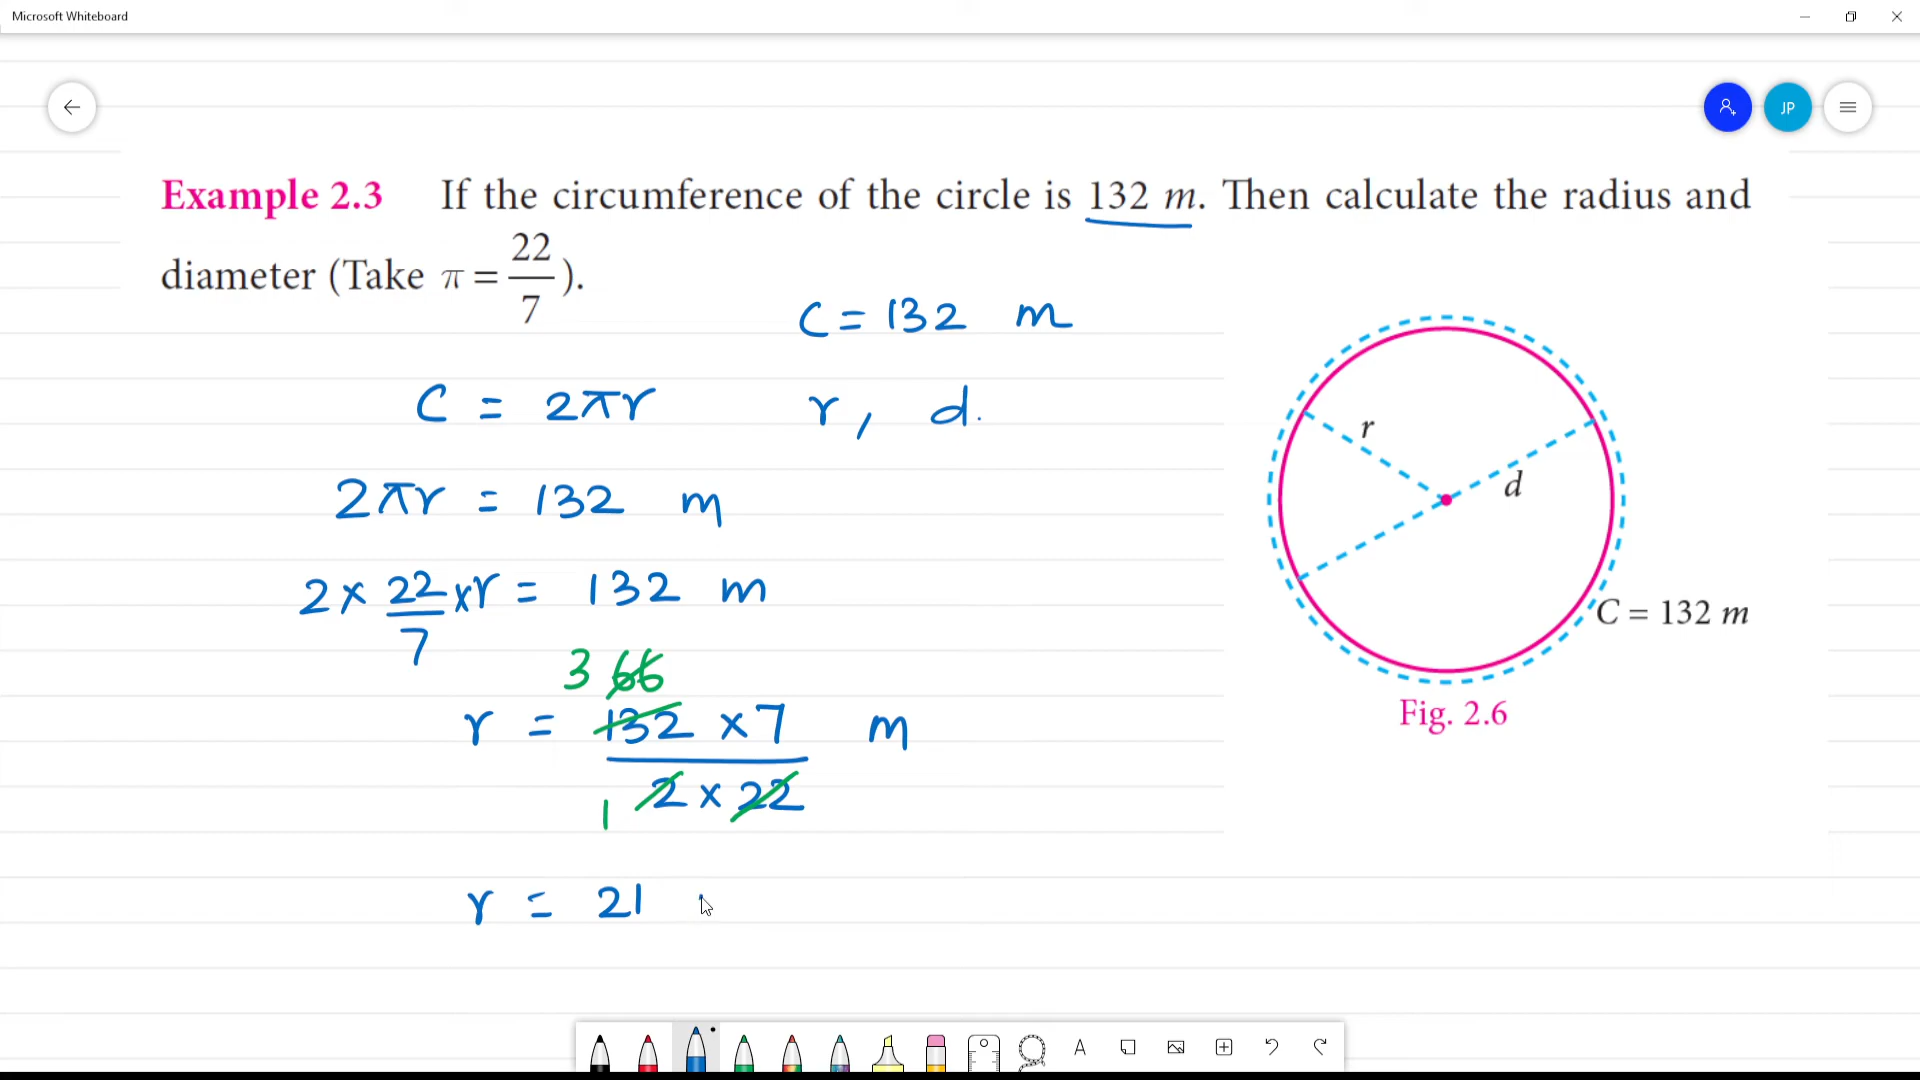 Microsoft Whiteboard
JP
Example 2.3 If the circumference of the circle is 132 m. Then calculate the radius and
diameter (Take π = 22/7).
C = 132 m
C = 2πr r, d.
2πr = 132 m
2 × 22/7 × r = 132 m
3 66
r = 132 × 7 m
1 2 × 22
r = 21
r
d
C = 132 m
Fig. 2.6
A